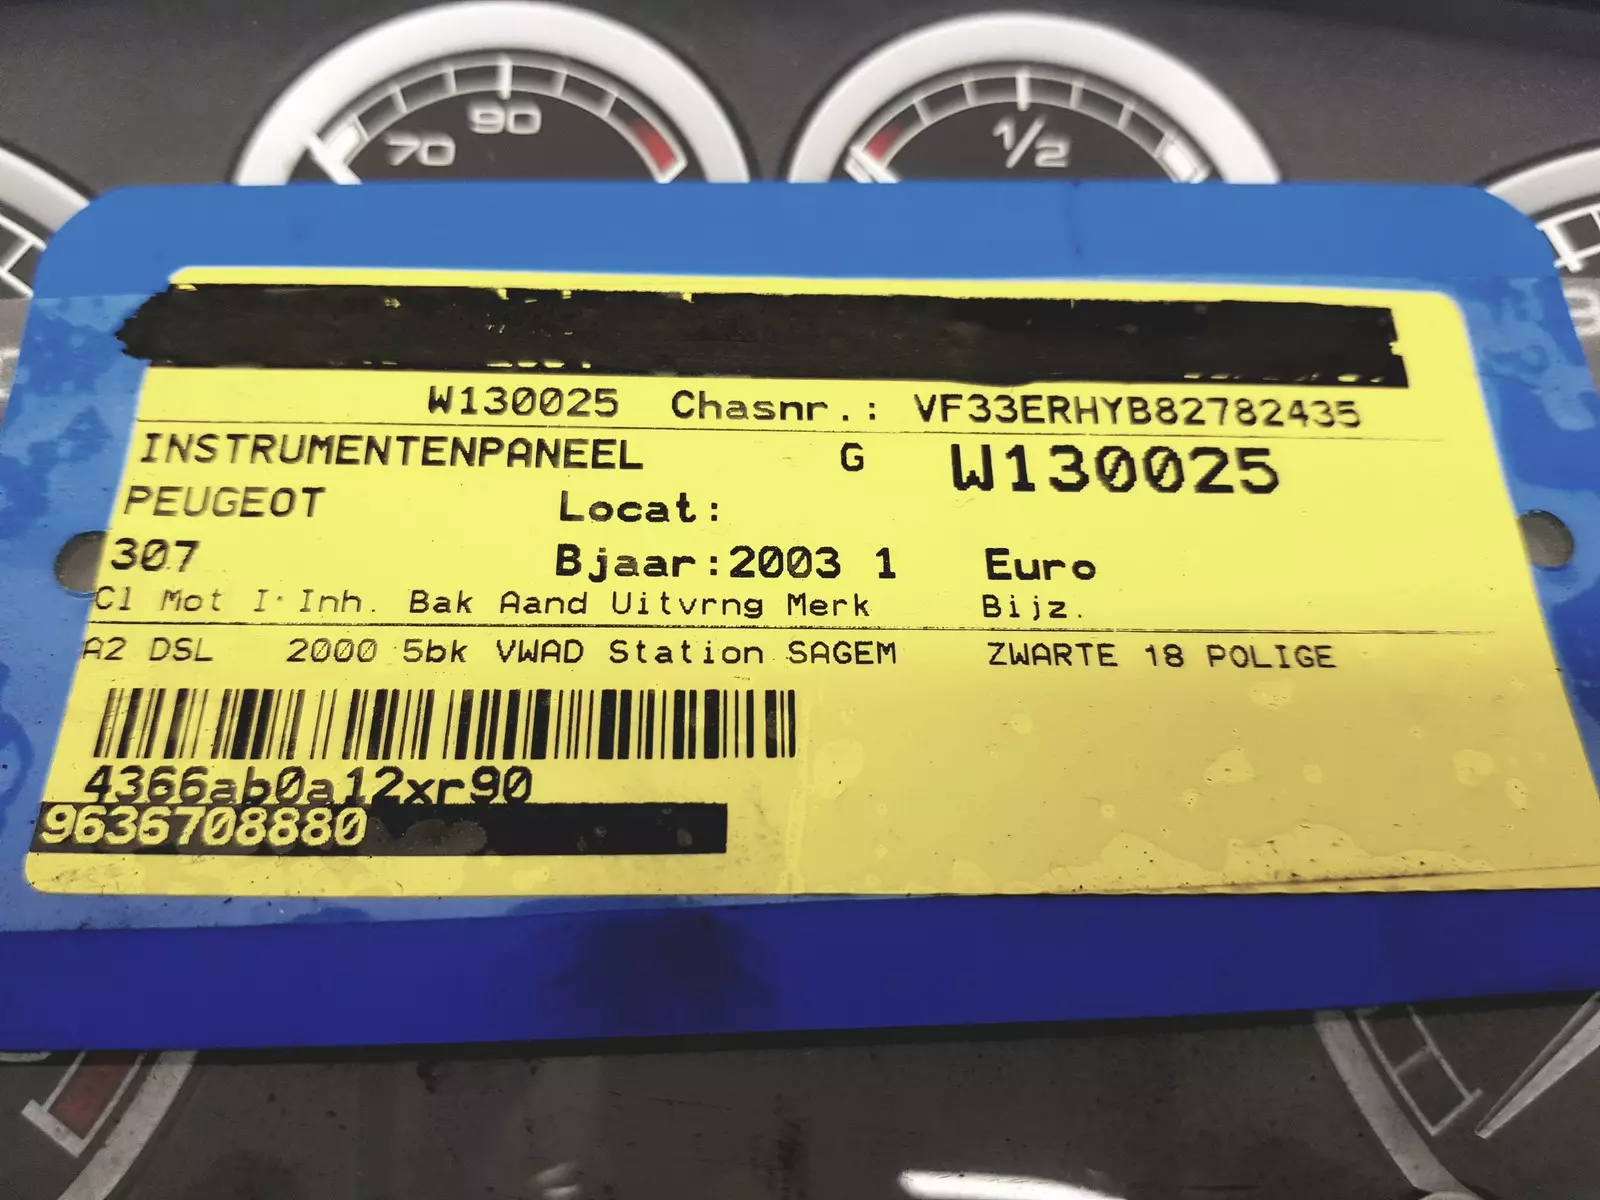 70 90
1/2
W130025 Chasnr.: VF33ERHYB82782435
INSTRUMENTENPANEEL G W130025
PEUGEOT Locat:
307 Bjaar:2003 1 Euro
Cl Mot I· Inh. Bak Aand Uitvrng Merk Bijz.
A2 DSL 2000 5bk VWAD Station SAGEM ZWARTE 18 POLIGE
4366ab0a12xr90
9636708880